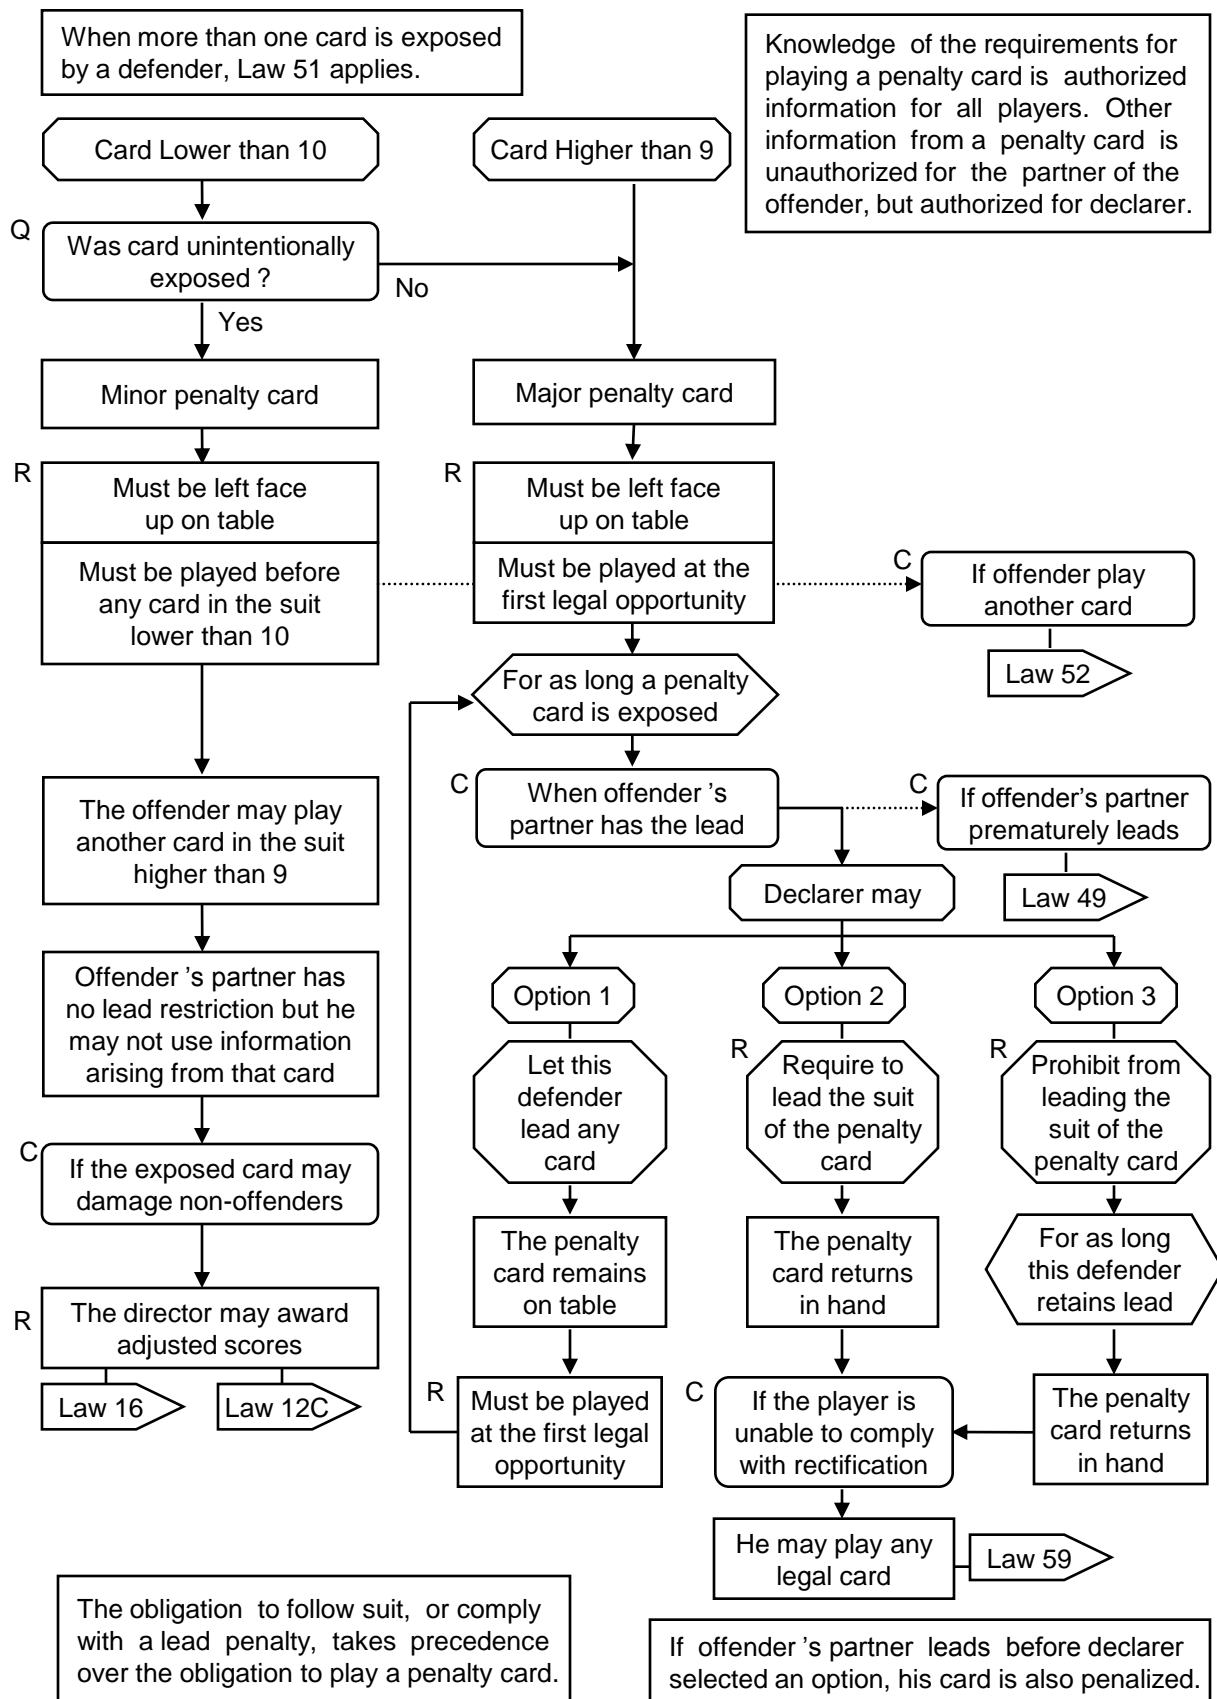 When more than one card is exposed
by a defender, Law 51 applies.
Knowledge of the requirements for
playing a penalty card is authorized
information for all players. Other
information from a penalty card is
unauthorized for the partner of the
offender, but authorized for declarer.
Card Lower than 10
Card Higher than 9
Q
Was card unintentionally
exposed ?
No
Yes
Minor penalty card
Major penalty card
R
Must be left face
up on table
R
Must be left face
up on table
Must be played before
any card in the suit
lower than 10
Must be played at the
first legal opportunity
C
If offender play
another card
Law 52
For as long a penalty
card is exposed
C
When offender 's
partner has the lead
C
If offender's partner
prematurely leads
Law 49
The offender may play
another card in the suit
higher than 9
Declarer may
Offender 's partner has
no lead restriction but he
may not use information
arising from that card
Option 1
Option 2
Option 3
Let this
defender
lead any
card
R
Require to
lead the suit
of the penalty
card
R
Prohibit from
leading the
suit of the
penalty card
C
If the exposed card may
damage non-offenders
The penalty
card remains
on table
The penalty
card returns
in hand
For as long
this defender
retains lead
R
The director may award
adjusted scores
Law 16
Law 12C
R
Must be played
at the first legal
opportunity
C
If the player is
unable to comply
with rectification
The penalty
card returns
in hand
He may play any
legal card
Law 59
The obligation to follow suit, or comply
with a lead penalty, takes precedence
over the obligation to play a penalty card.
If offender 's partner leads before declarer
selected an option, his card is also penalized.